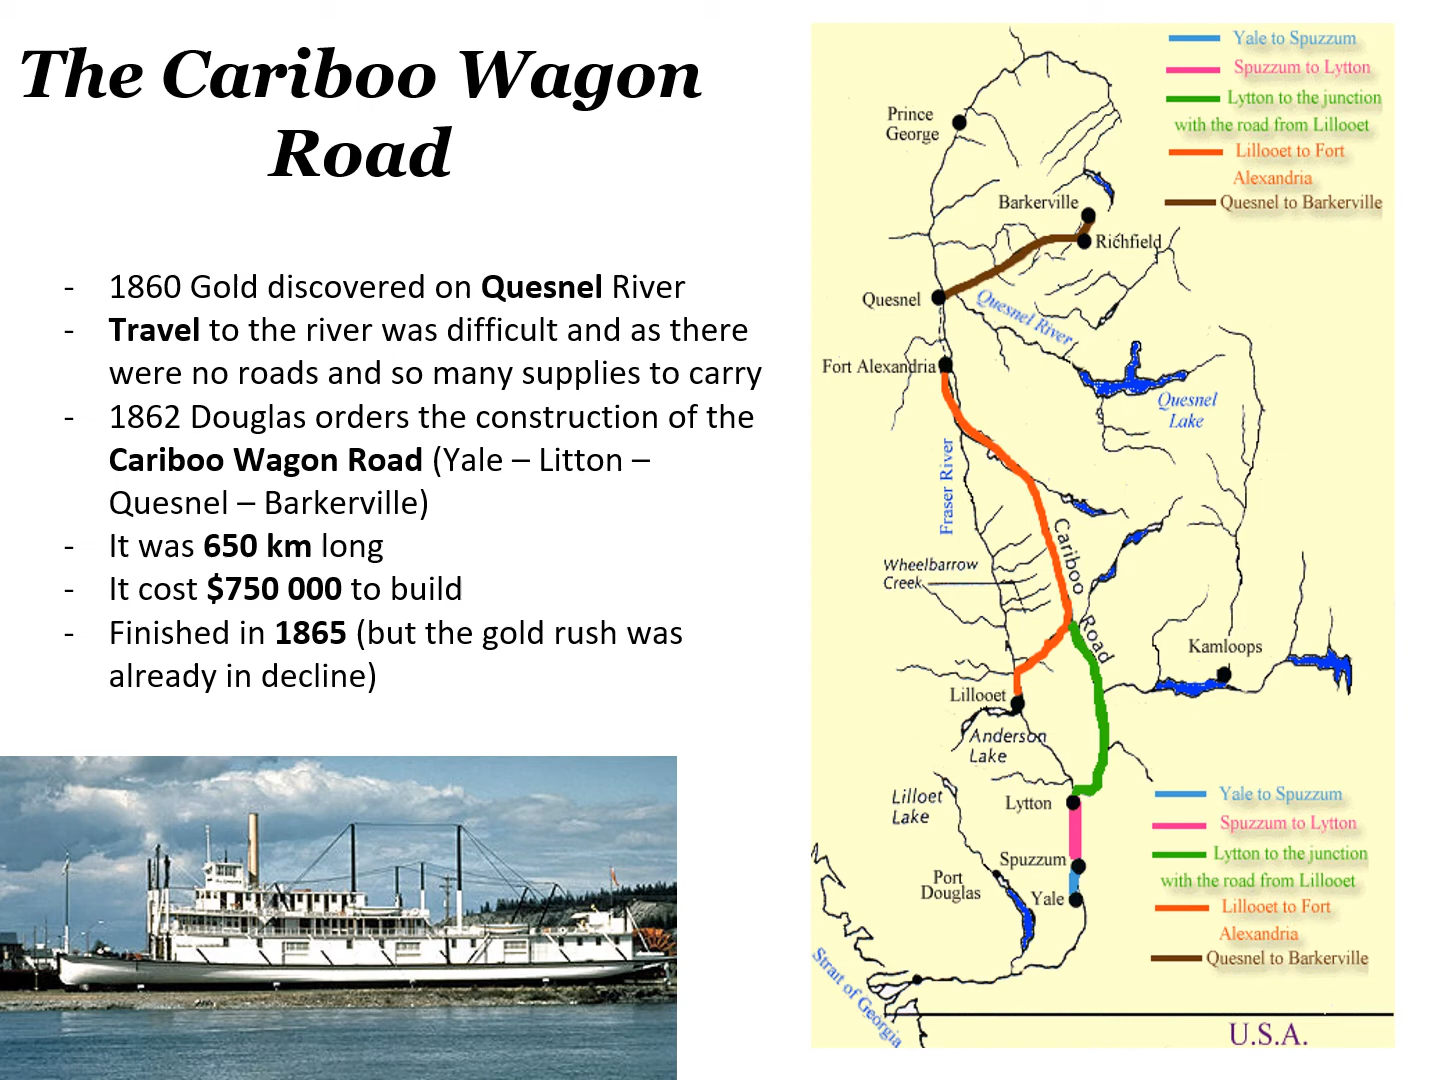 The Cariboo Wagon
Road
- 1860 Gold discovered on Quesnel River
- Travel to the river was difficult and as there
were no roads and so many supplies to carry
- 1862 Douglas orders the construction of the
Cariboo Wagon Road (Yale – Litton –
Quesnel – Barkerville)
- It was 650 km long
- It cost $750 000 to build
- Finished in 1865 (but the gold rush was
already in decline)
Yale to Spuzzum
Spuzzum to Lytton
Lytton to the junction
with the road from Lillooet
Lillooet to Fort
Alexandria
Quesnel to Barkerville
Prince
George
Barkerville
Richfield
Quesnel
Quesnel River
Fort Alexandria
Quesnel
Lake
Fraser River
Cariboo Road
Wheelbarrow
Creek
Kamloops
Lillooet
Anderson
Lake
Lilloet
Lake
Lytton
Spuzzum
Port
Douglas
Yale
Strait of Georgia
Yale to Spuzzum
Spuzzum to Lytton
Lytton to the junction
with the road from Lillooet
Lillooet to Fort
Alexandria
Quesnel to Barkerville
U.S.A.